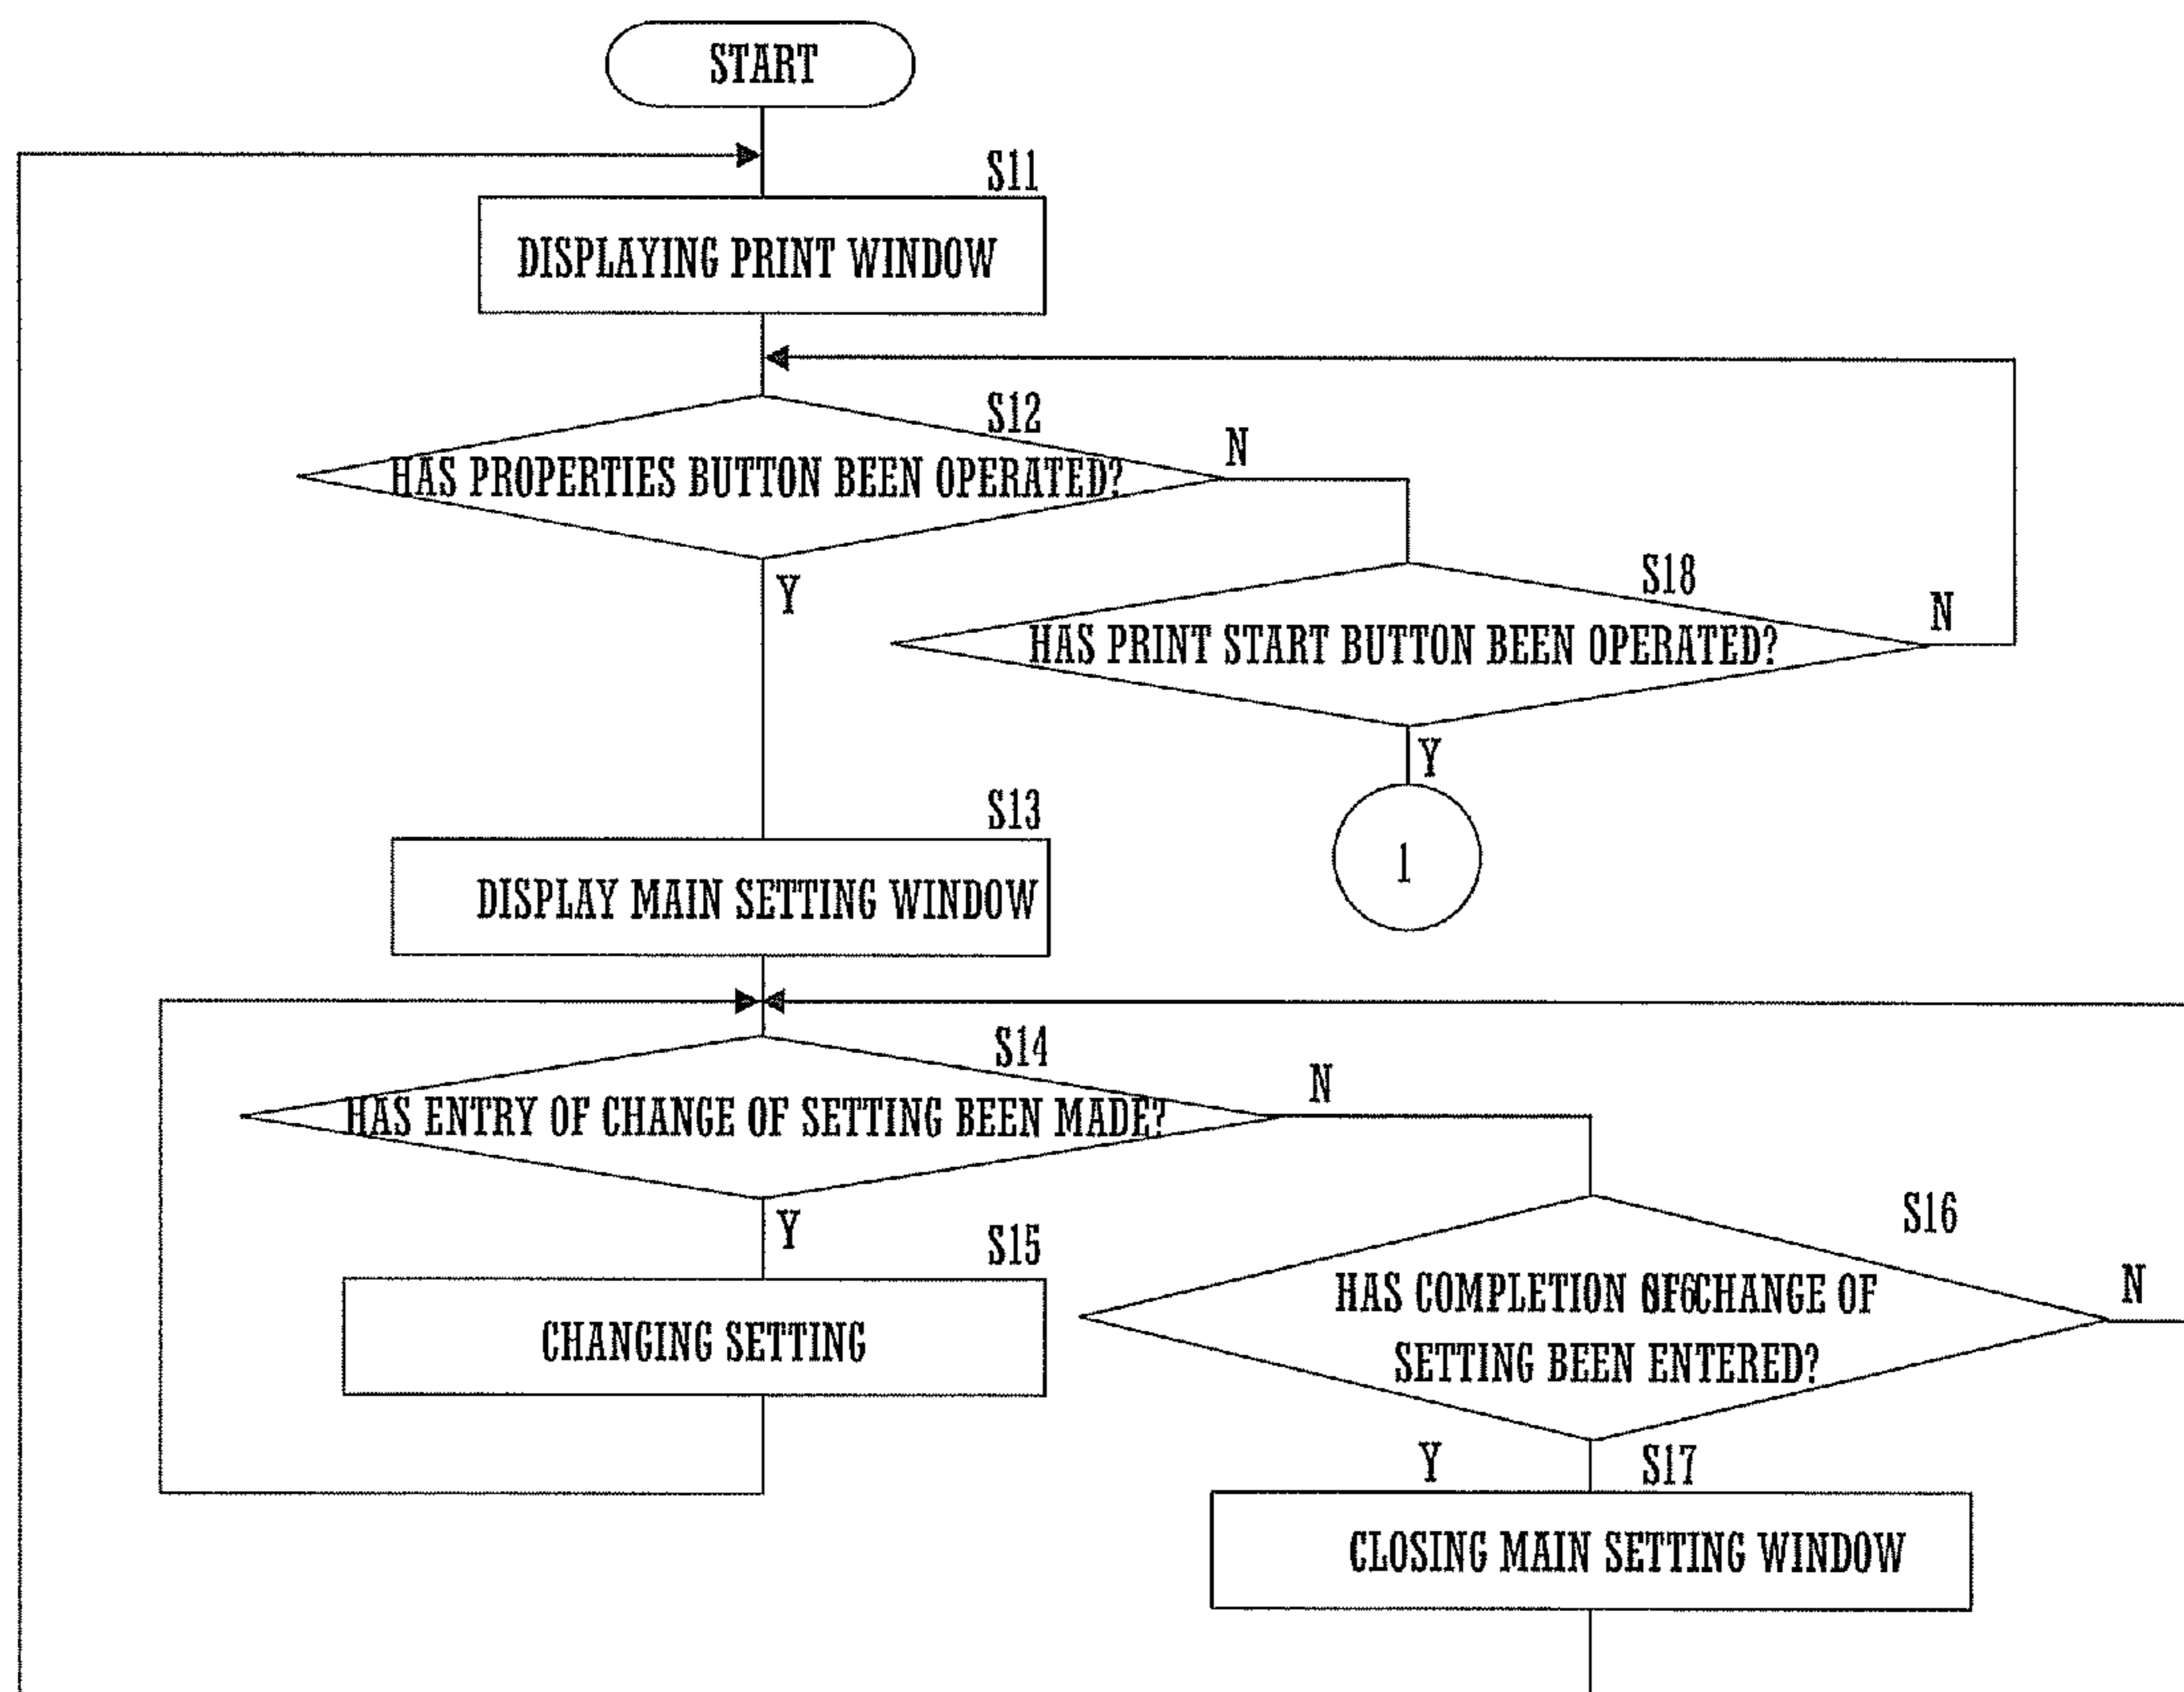 START
S11
DISPLAYING PRINT WINDOW
S12
HAS PROPERTIES BUTTON BEEN OPERATED?
N
Y
S18
HAS PRINT START BUTTON BEEN OPERATED?
N
Y
1
S13
DISPLAY MAIN SETTING WINDOW
S14
HAS ENTRY OF CHANGE OF SETTING BEEN MADE?
N
Y
S15
CHANGING SETTING
S16
HAS COMPLETION CHANGE OF
SETTING BEEN ENTERED?
N
Y
S17
CLOSING MAIN SETTING WINDOW